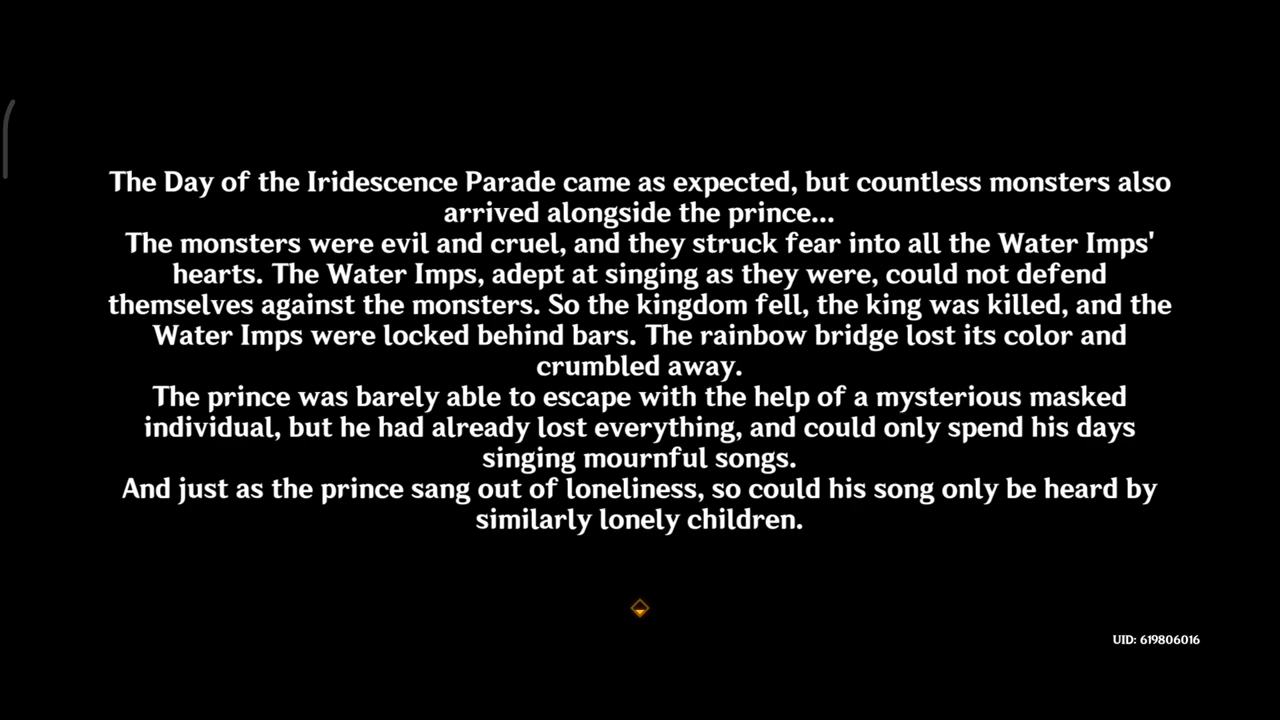 The Day of the Iridescence Parade came as expected, but countless monsters also
arrived alongside the prince...
The monsters were evil and cruel, and they struck fear into all the Water Imps'
hearts. The Water Imps, adept at singing as they were, could not defend
themselves against the monsters. So the kingdom fell, the king was killed, and the
Water Imps were locked behind bars. The rainbow bridge lost its color and
crumbled away.
The prince was barely able to escape with the help of a mysterious masked
individual, but he had already lost everything, and could only spend his days
singing mournful songs.
And just as the prince sang out of loneliness, so could his song only be heard by
similarly lonely children.
UID: 619806016